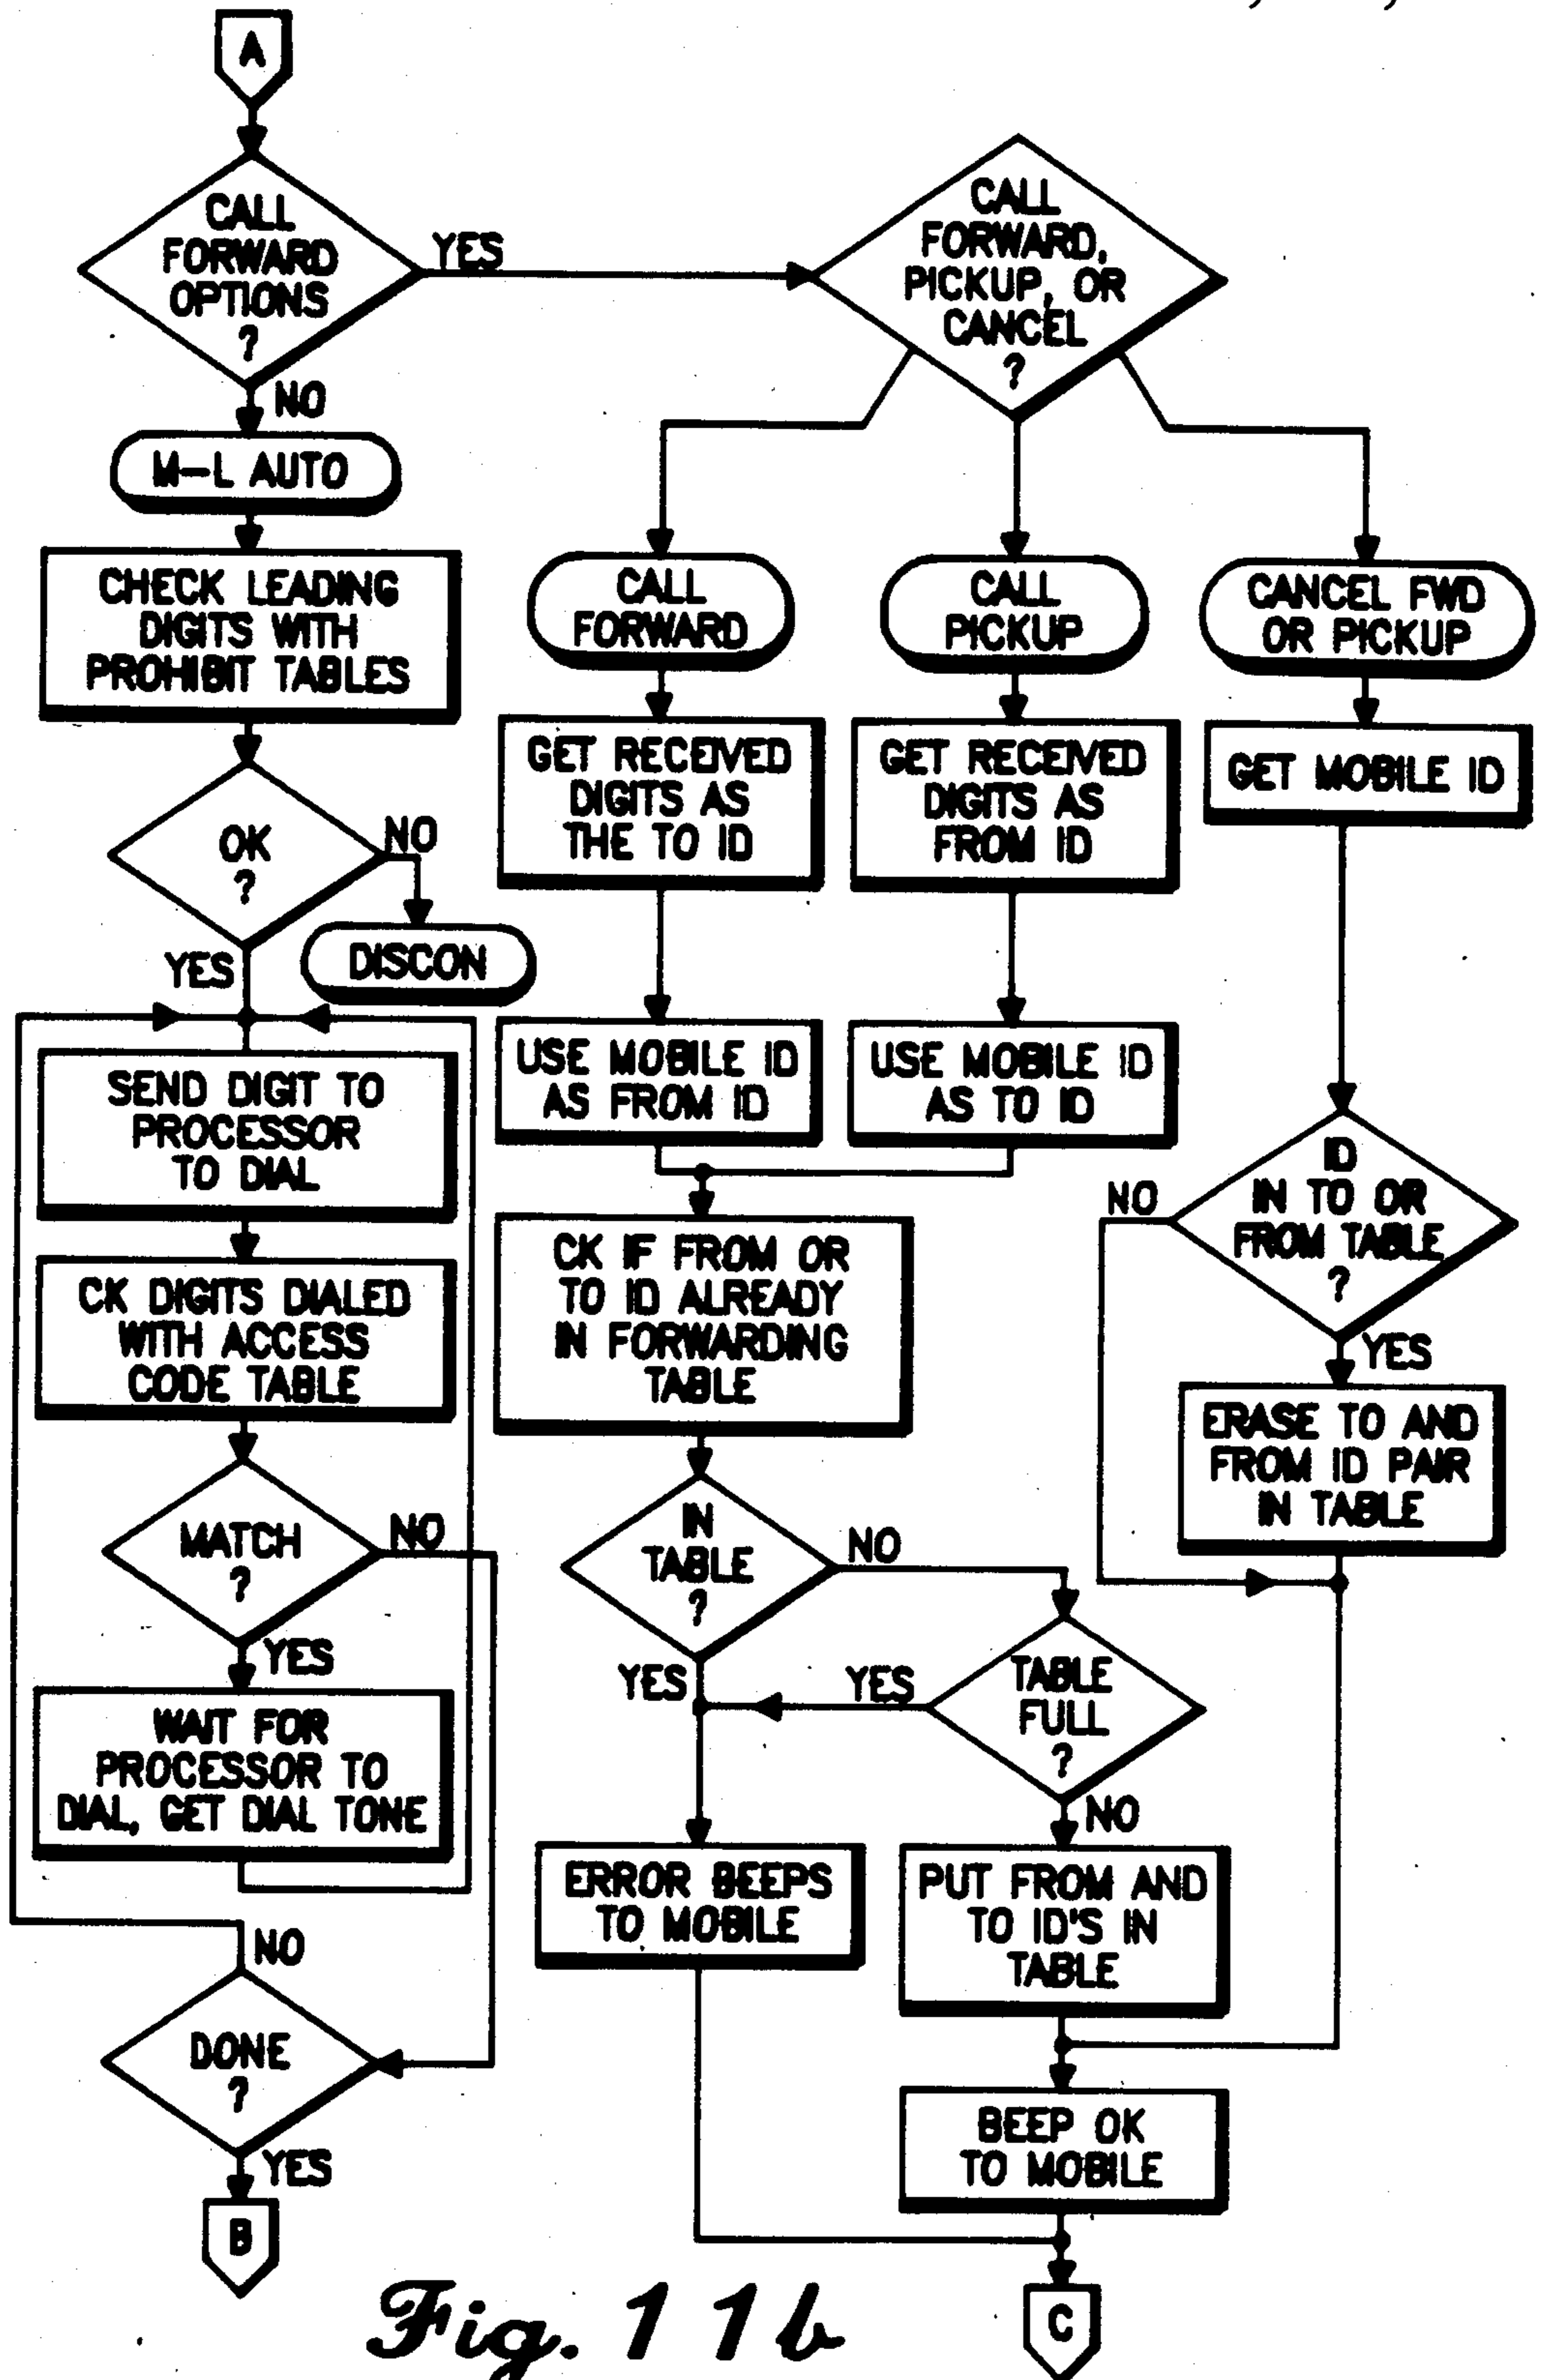 A
CALL
FORWARD
OPTIONS
?
YES
NO
CALL
FORWARD,
PICKUP, OR
CANCEL
?
M-L AUTO
CHECK LEADING
DIGITS WITH
PROHIBIT TABLES
OK
?
NO
YES
DISCON
SEND DIGIT TO
PROCESSOR
TO DIAL
CK DIGITS DIALED
WITH ACCESS
CODE TABLE
MATCH
?
NO
YES
WAIT FOR
PROCESSOR TO
DIAL, GET DIAL TONE
NO
DONE
?
YES
B
CALL
FORWARD
GET RECEIVED
DIGITS AS
THE TO ID
USE MOBILE ID
AS FROM ID
CALL
PICKUP
GET RECEIVED
DIGITS AS
FROM ID
USE MOBILE ID
AS TO ID
CK IF FROM OR
TO ID ALREADY
IN FORWARDING
TABLE
IN
TABLE
?
NO
YES
TABLE
FULL
?
YES
NO
ERROR BEEPS
TO MOBILE
PUT FROM AND
TO ID'S IN
TABLE
CANCEL FWD
OR PICKUP
GET MOBILE ID
ID
IN TO OR
FROM TABLE
?
NO
YES
ERASE TO AND
FROM ID PAIR
IN TABLE
BEEP OK
TO MOBILE
C
Fig. 11b